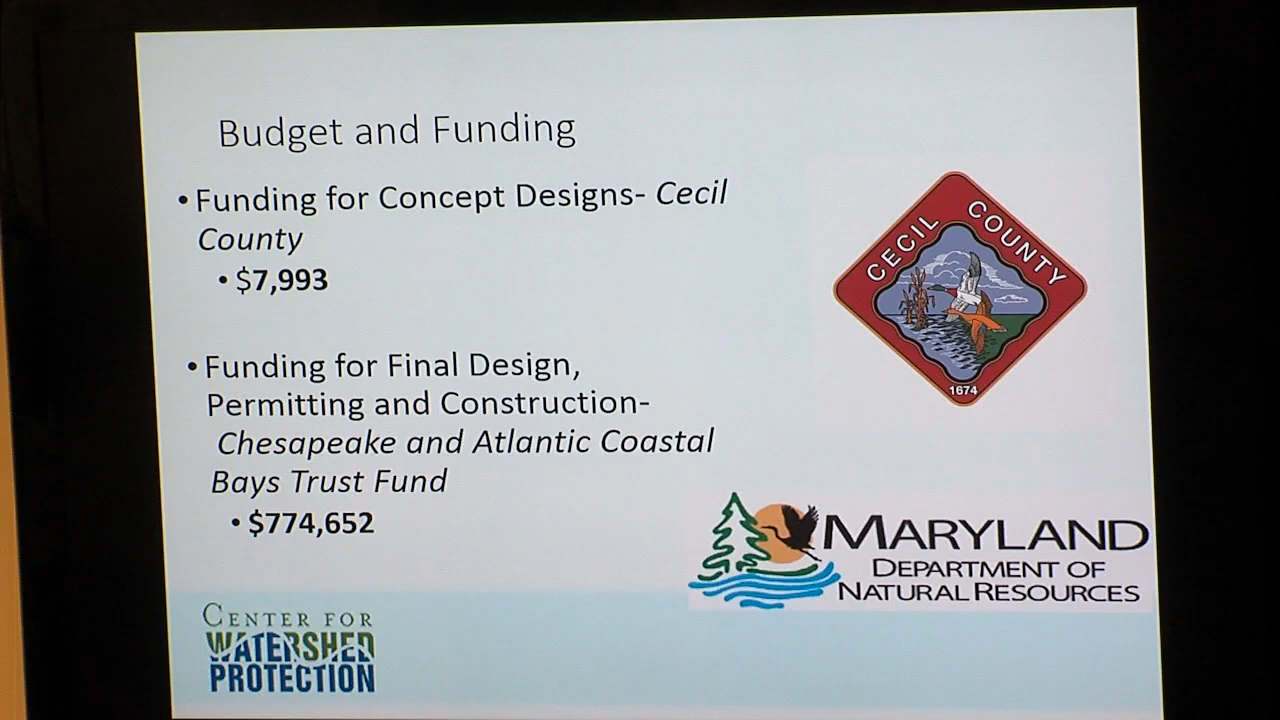 Budget and Funding
• Funding for Concept Designs- Cecil
County
• $7,993
• Funding for Final Design,
Permitting and Construction-
Chesapeake and Atlantic Coastal
Bays Trust Fund
• $774,652
CECIL COUNTY
1674
MARYLAND
DEPARTMENT OF
NATURAL RESOURCES
CENTER FOR
WATERSHED
PROTECTION